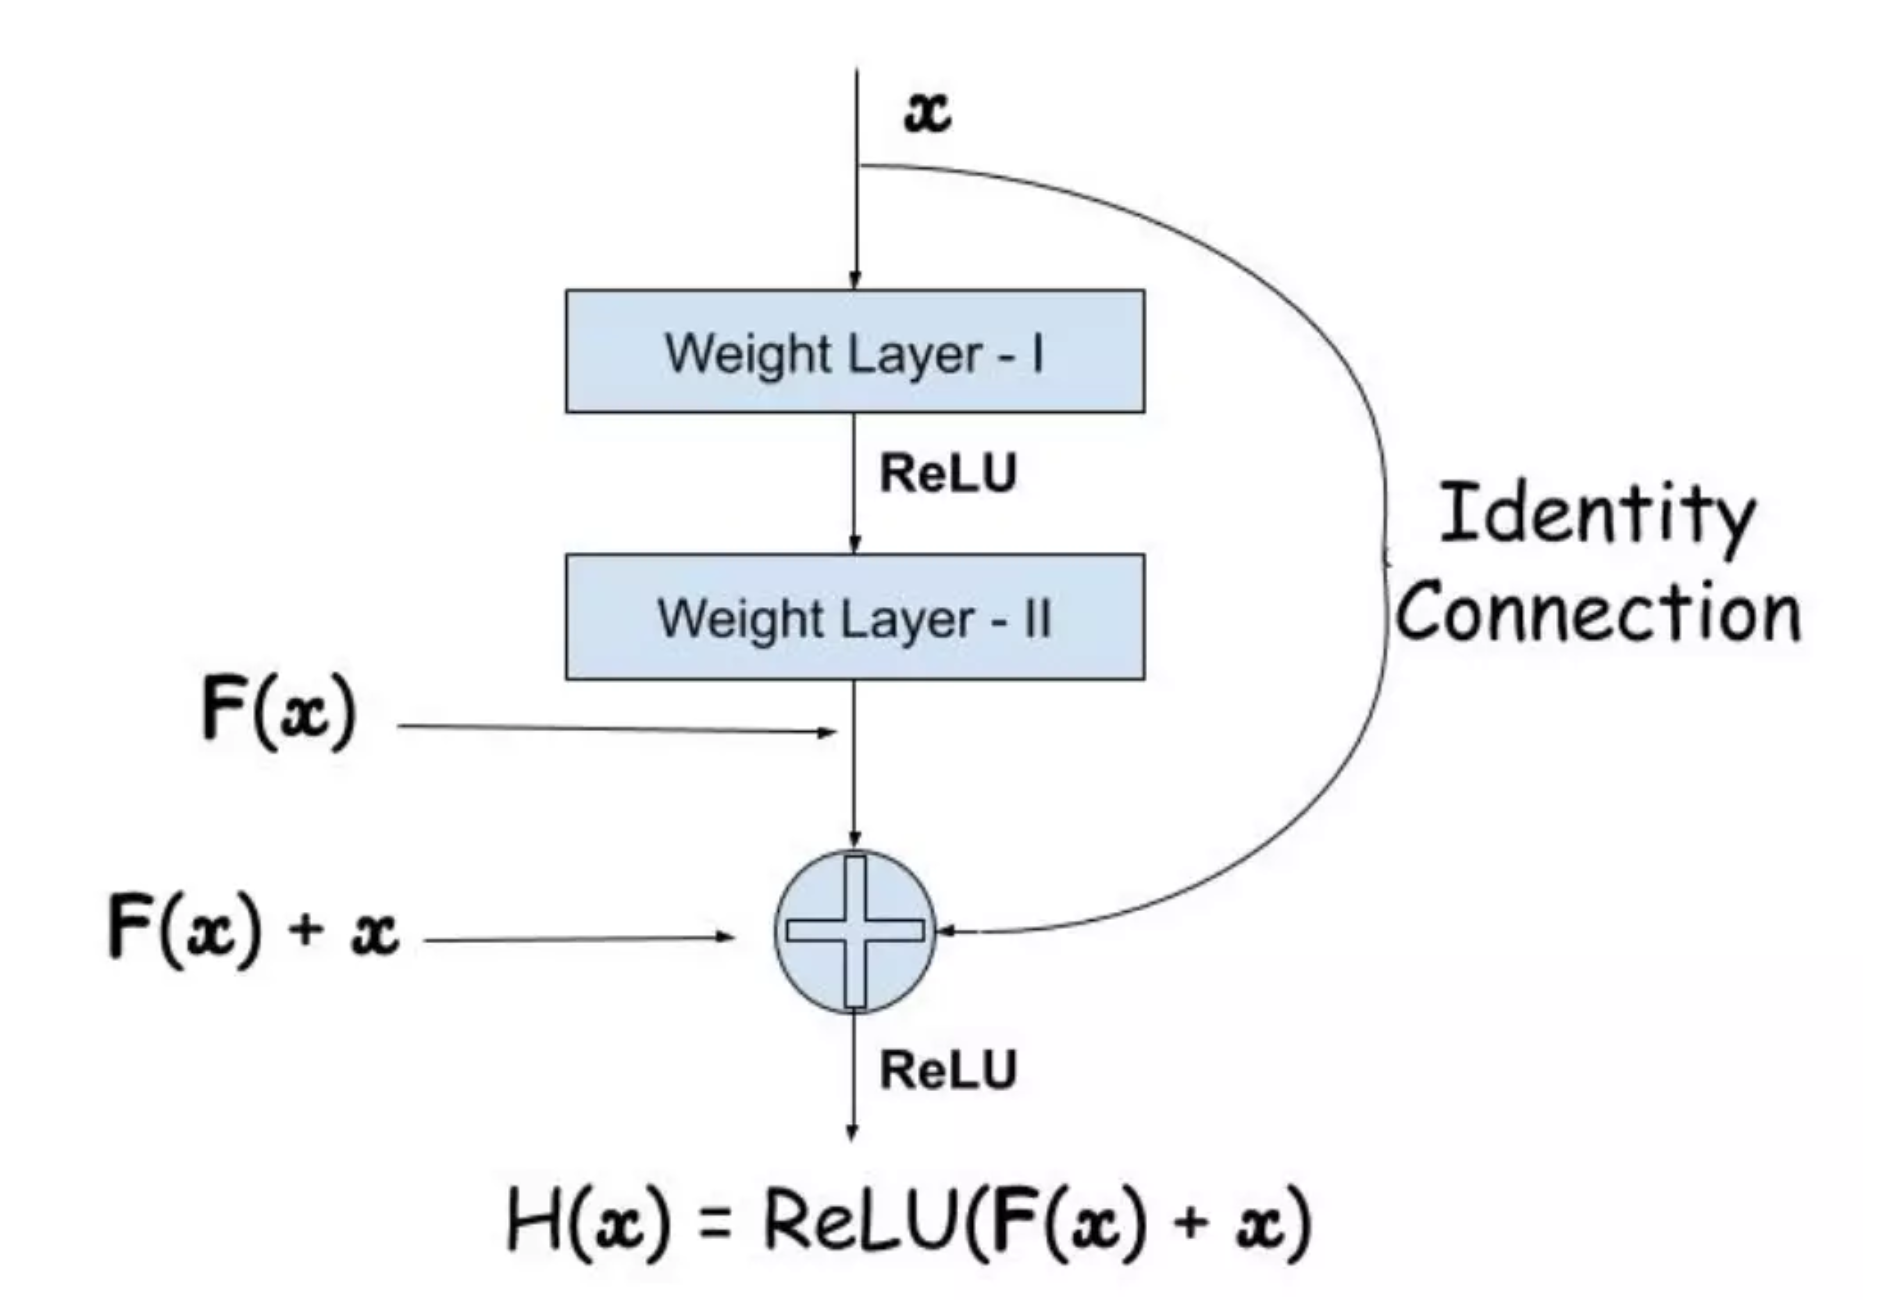 x
Weight Layer - I
ReLU
Identity
Connection
Weight Layer - II
F(x)
F(x) + x
ReLU
H(x) = ReLU(F(x) + x)